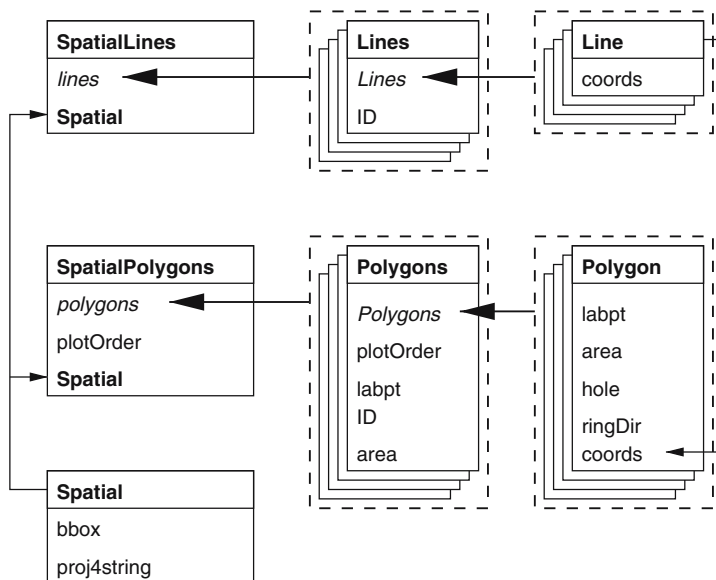 SpatialLines
lines
Spatial
Lines
Lines
ID
Line
coords
SpatialPolygons
polygons
plotOrder
Spatial
Polygons
Polygons
plotOrder
labpt
ID
area
Polygon
labpt
area
hole
ringDir
coords
Spatial
bbox
proj4string